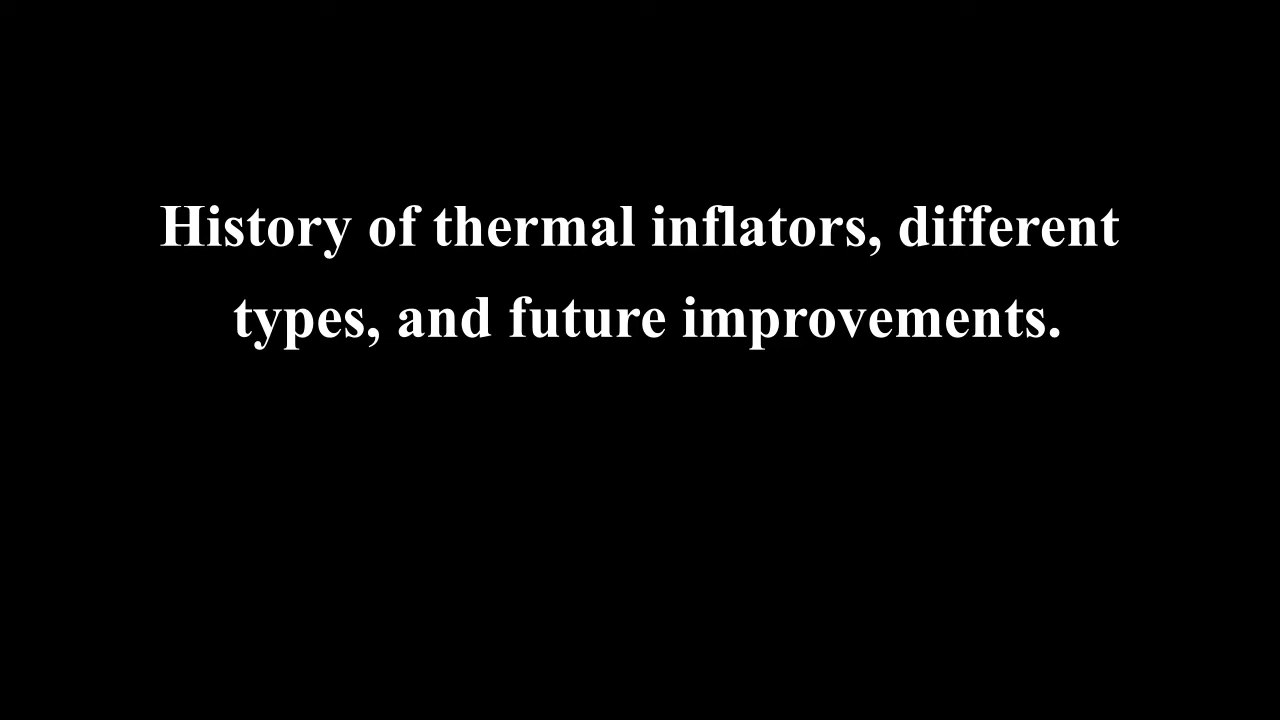 History of thermal inflators, different
types, and future improvements.